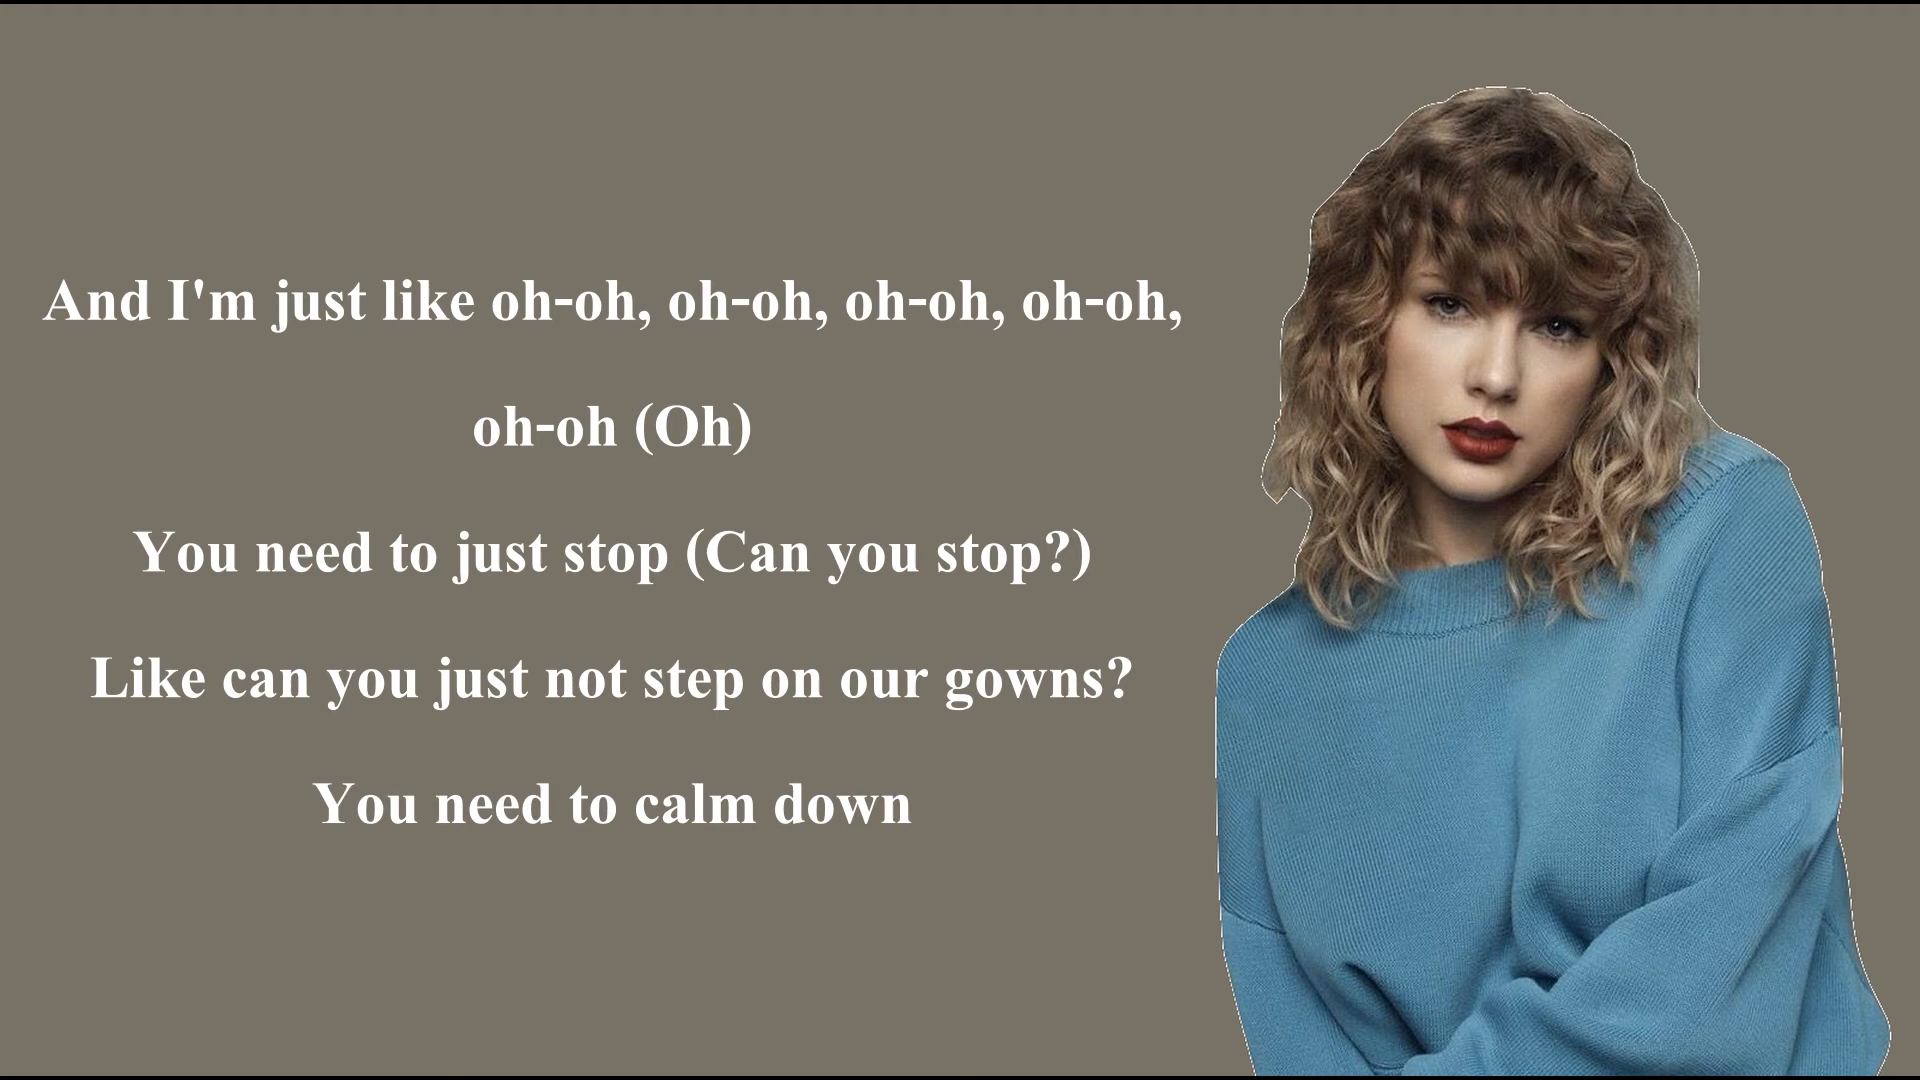 And I'm just like oh-oh, oh-oh, oh-oh, oh-oh,
oh-oh (Oh)
You need to just stop (Can you stop?)
Like can you just not step on our gowns?
You need to calm down